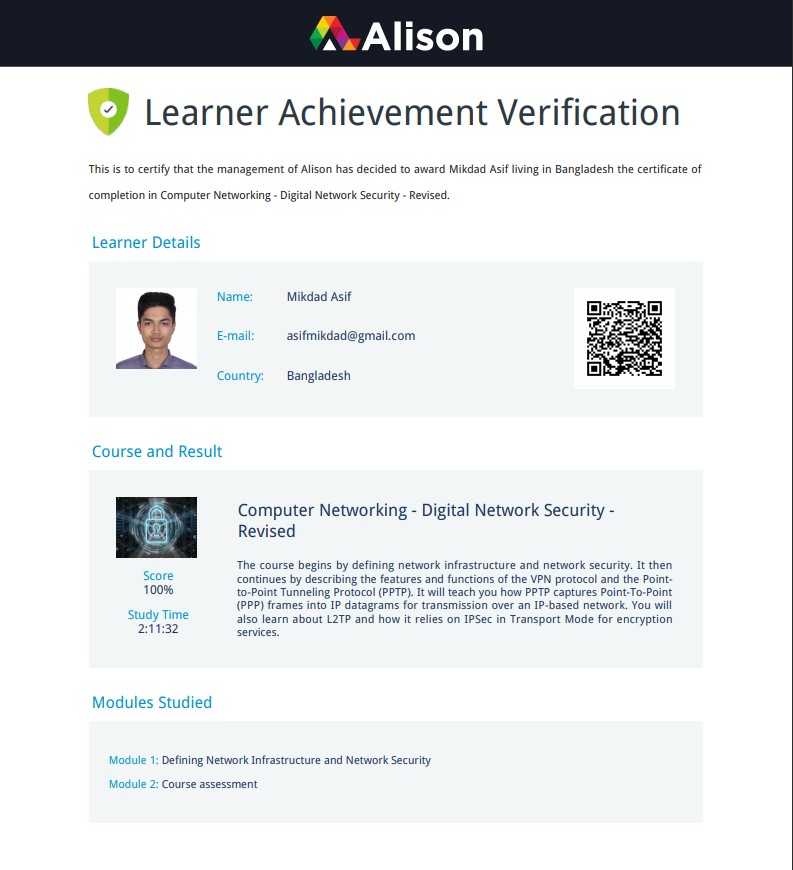 Alison
Learner Achievement Verification
This is to certify that the management of Alison has decided to award Mikdad Asif living in Bangladesh the certificate of
completion in Computer Networking - Digital Network Security - Revised.
Learner Details
Name: Mikdad Asif
E-mail: asifmikdad@gmail.com
Country: Bangladesh
Course and Result
Computer Networking - Digital Network Security -
Revised
Score
100%
Study Time
2:11:32
The course begins by defining network infrastructure and network security. It then
continues by describing the features and functions of the VPN protocol and the Point-
to-Point Tunneling Protocol (PPTP). It will teach you how PPTP captures Point-To-Point
(PPP) frames into IP datagrams for transmission over an IP-based network. You will
also learn about L2TP and how it relies on IPSec in Transport Mode for encryption
services.
Modules Studied
Module 1: Defining Network Infrastructure and Network Security
Module 2: Course assessment